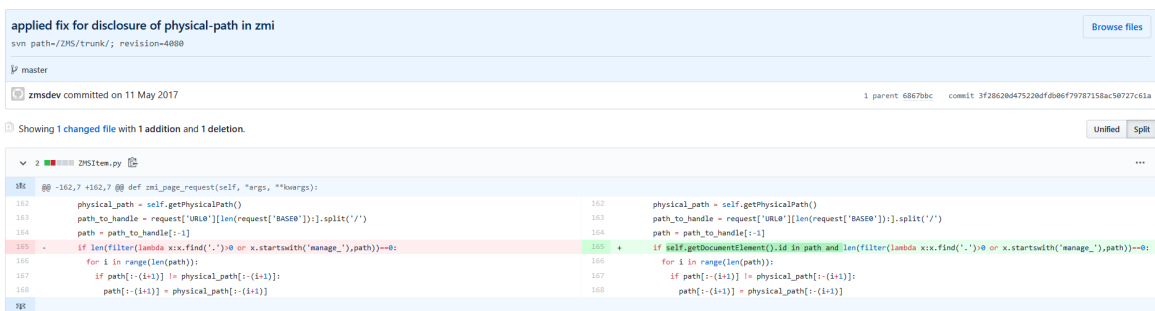 applied fix for disclosure of physical-path in zmi
Browse files
svn path=/ZMS/trunk/; revision=4080
master
zmsdev committed on 11 May 2017
1 parent 6867bbc commit 3f28620d475220dfdb06f79787158ac50727c61a
Showing 1 changed file with 1 addition and 1 deletion.
Unified Split
2 ZMSItem.py
...
@@ -162,7 +162,7 @@ def zmi_page_request(self, *args, **kwargs):
162 physical_path = self.getPhysicalPath()
163 path_to_handle = request['URL0'][len(request['BASE0']):].split('/')
164 path = path_to_handle[:-1]
165 - if len(filter(lambda x:x.find('.')>0 or x.startswith('manage_'),path))==0:
166 for i in range(len(path)):
167 if path[:-(i+1)] != physical_path[:-(i+1)]:
168 path[:-(i+1)] = physical_path[:-(i+1)]
162 physical_path = self.getPhysicalPath()
163 path_to_handle = request['URL0'][len(request['BASE0']):].split('/')
164 path = path_to_handle[:-1]
165 + if self.getDocumentElement().id in path and len(filter(lambda x:x.find('.')>0 or x.startswith('manage_'),path))==0:
166 for i in range(len(path)):
167 if path[:-(i+1)] != physical_path[:-(i+1)]:
168 path[:-(i+1)] = physical_path[:-(i+1)]